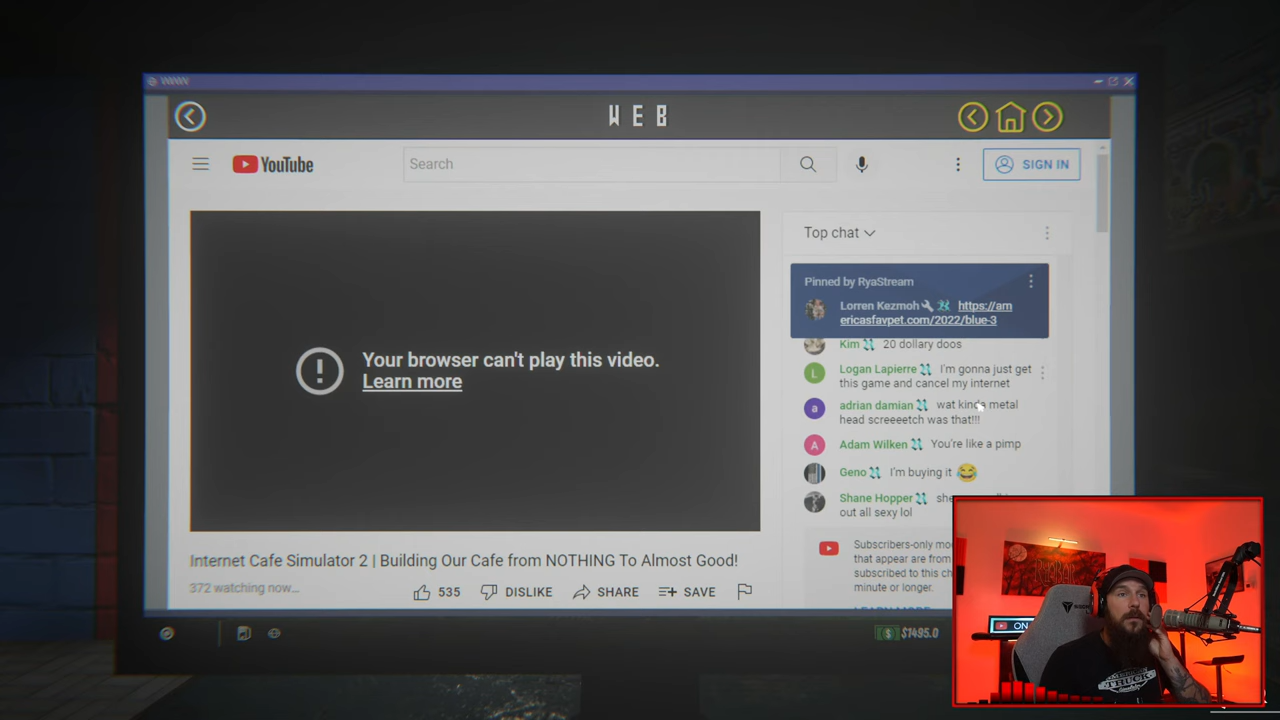 WWW
WEB
YouTube
Search
SIGN IN
Your browser can't play this video.
Learn more
Top chat
Pinned by RyaStream
Lorren Kezmoh https://am
ericasfavpet.com/2022/blue-3
Kim 20 dollary doos
Logan Lapierre I'm gonna just get
this game and cancel my internet
adrian damian wat kinda metal
head screeeetch was that!!!
Adam Wilken You're like a pimp
Geno I'm buying it 😂
Shane Hopper
out all sexy lol
Subscribers-only mo
that appear are from
subscribed to this ch
minute or longer.
LEARN MORE
Internet Cafe Simulator 2 | Building Our Cafe from NOTHING To Almost Good!
372 watching now...
535 DISLIKE SHARE SAVE
$1495.0
ON
TRUCK